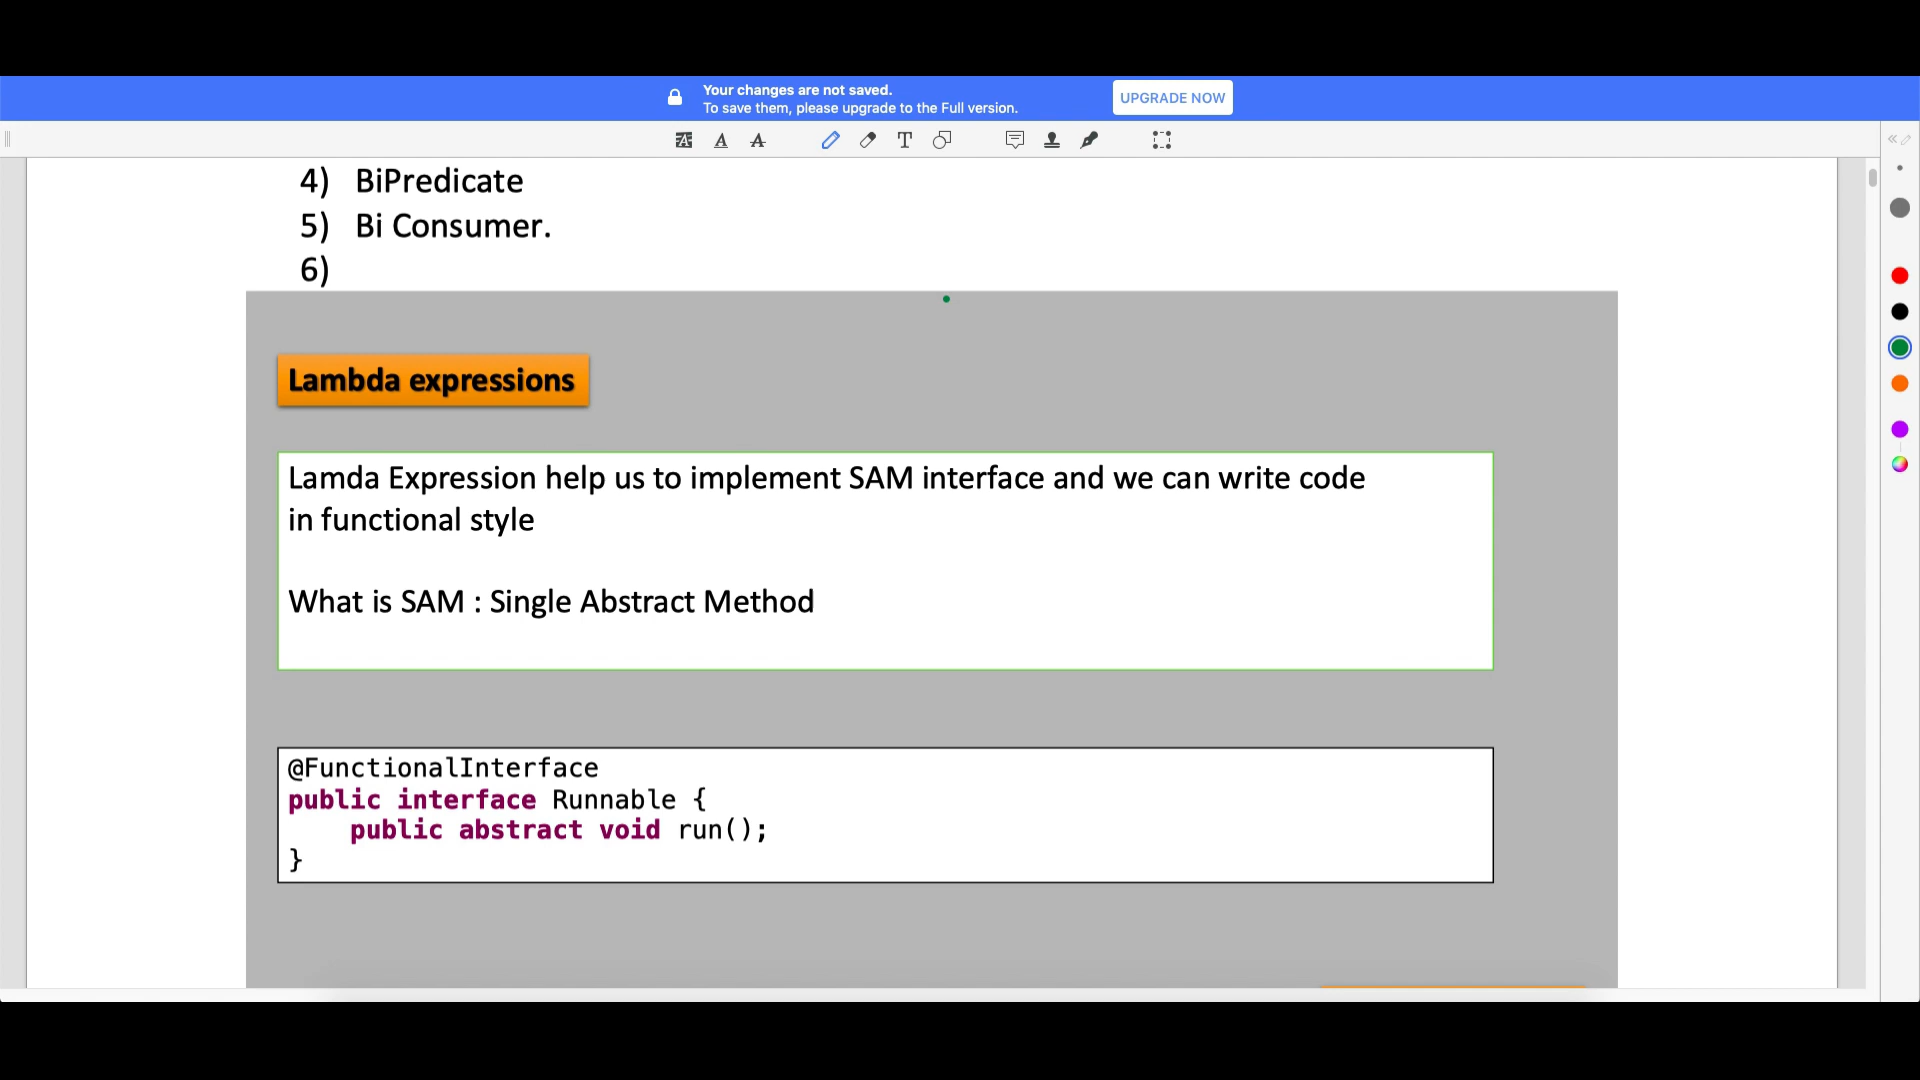 Your changes are not saved.
To save them, please upgrade to the Full version.
UPGRADE NOW
4) BiPredicate
5) Bi Consumer.
6)
Lambda expressions
Lamda Expression help us to implement SAM interface and we can write code
in functional style
What is SAM : Single Abstract Method
@FunctionalInterface
public interface Runnable {
    public abstract void run();
}